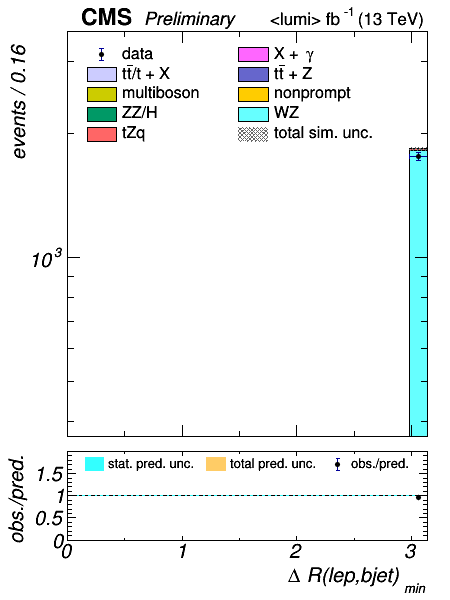 CMS Preliminary <lumi> fb⁻¹ (13 TeV)
events / 0.16
data
tt̄/t + X
multiboson
ZZ/H
tZq
X + γ
tt̄ + Z
nonprompt
WZ
total sim. unc.
10³
obs./pred.
stat. pred. unc. total pred. unc. obs./pred.
1.5
1
0.5
0
0 1 2 3
Δ R(lep,bjet)min